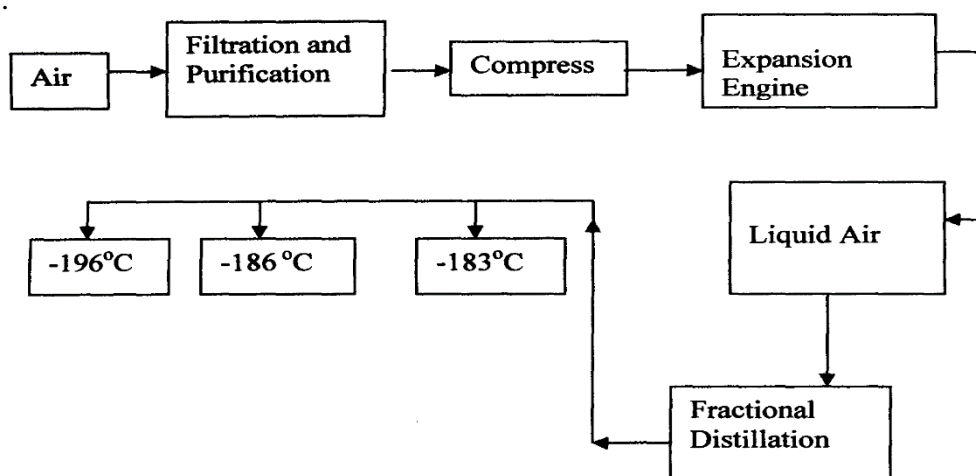 Air
Filtration and
Purification
Compress
Expansion
Engine
-196°C
-186 °C
-183°C
Liquid Air
Fractional
Distillation